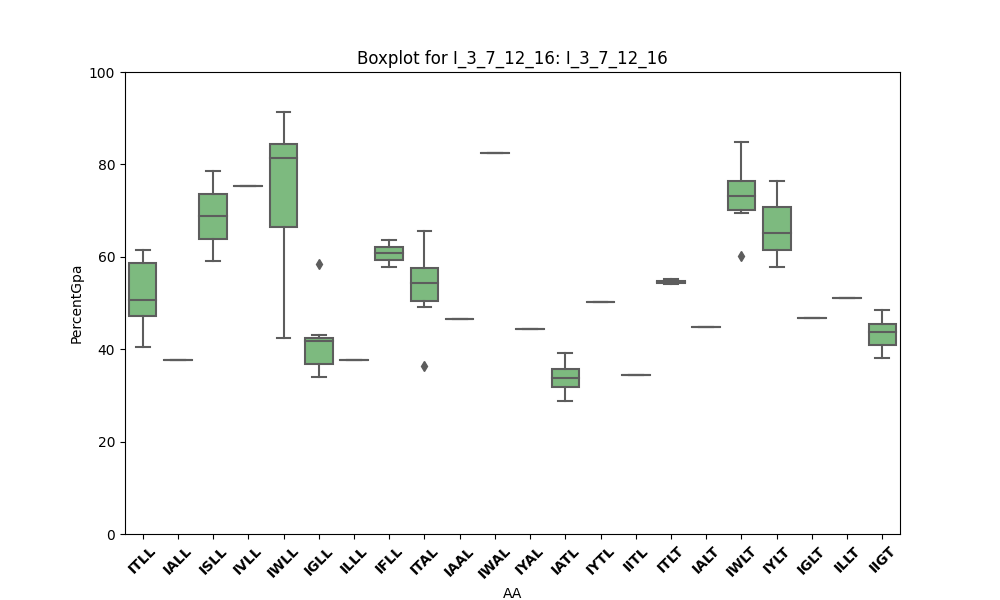 Boxplot for I_3_7_12_16: I_3_7_12_16
PercentGpa
100
80
60
40
20
0
ITLL IALL ISLL IVLL IWLL IGLL ILLL IFLL ITAL IAAL IWAL IYAL IATL IYTL IITL ITLT IALT IWLT IYLT IGLT ILLT IIGT
AA